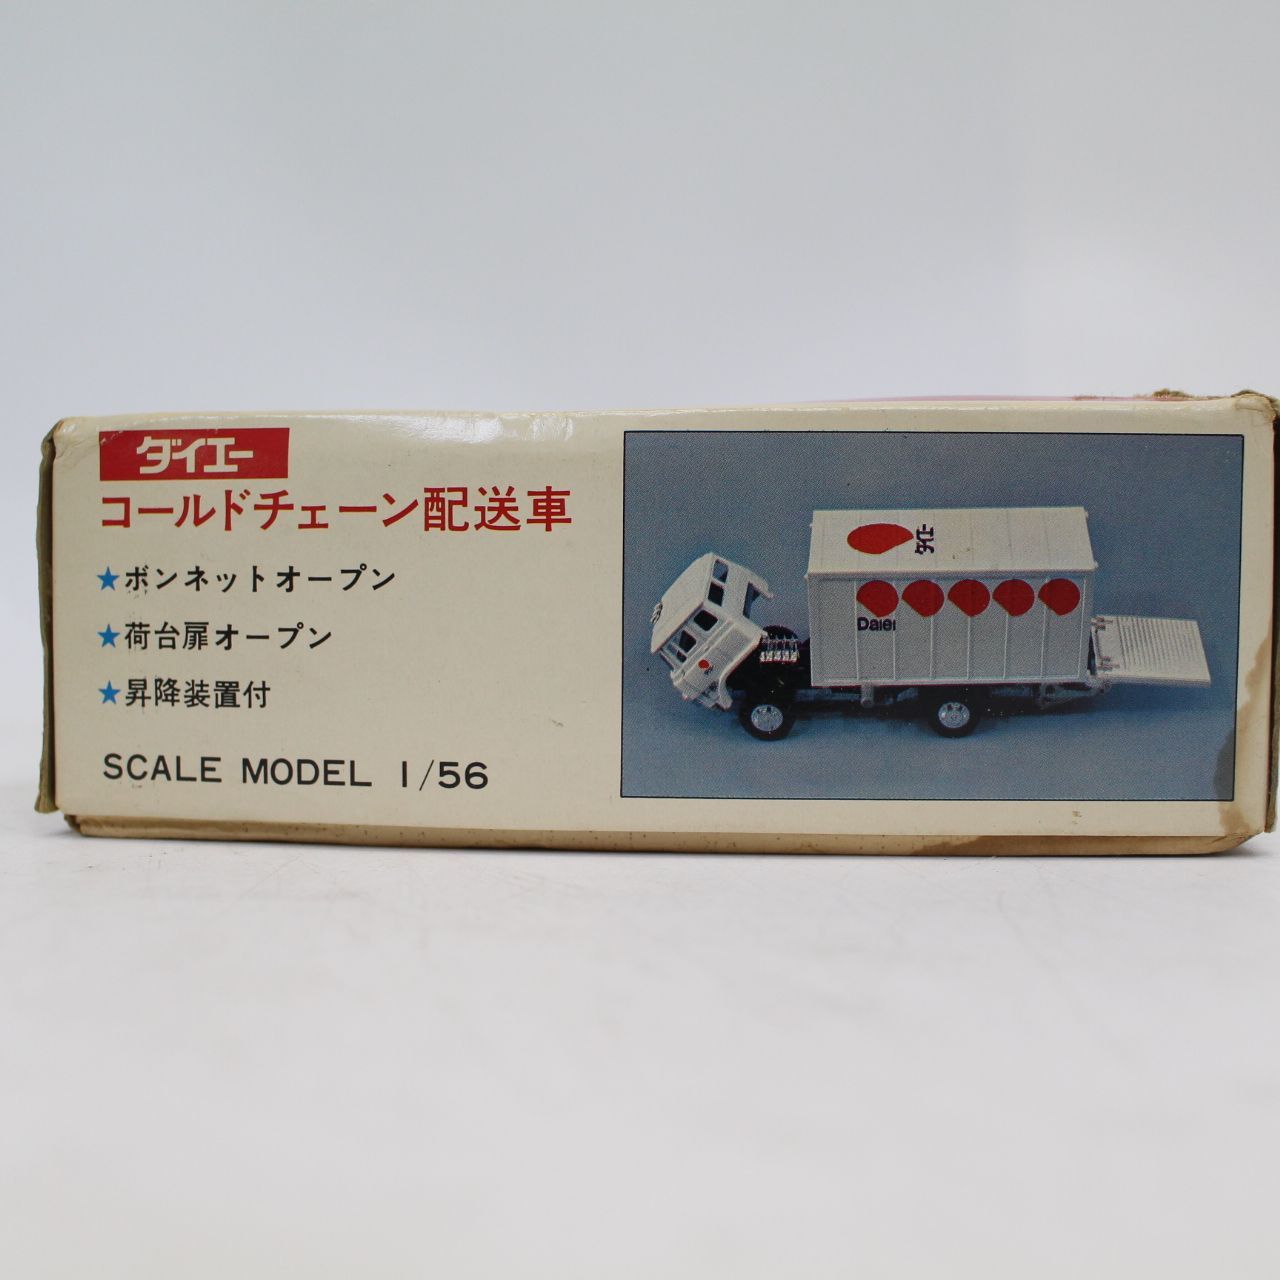 ダイエー
コールドチェーン配送車
★ボンネットオープン
★荷台扉オープン
★昇降装置付
SCALE MODEL 1/56
ダイエー
Daiei